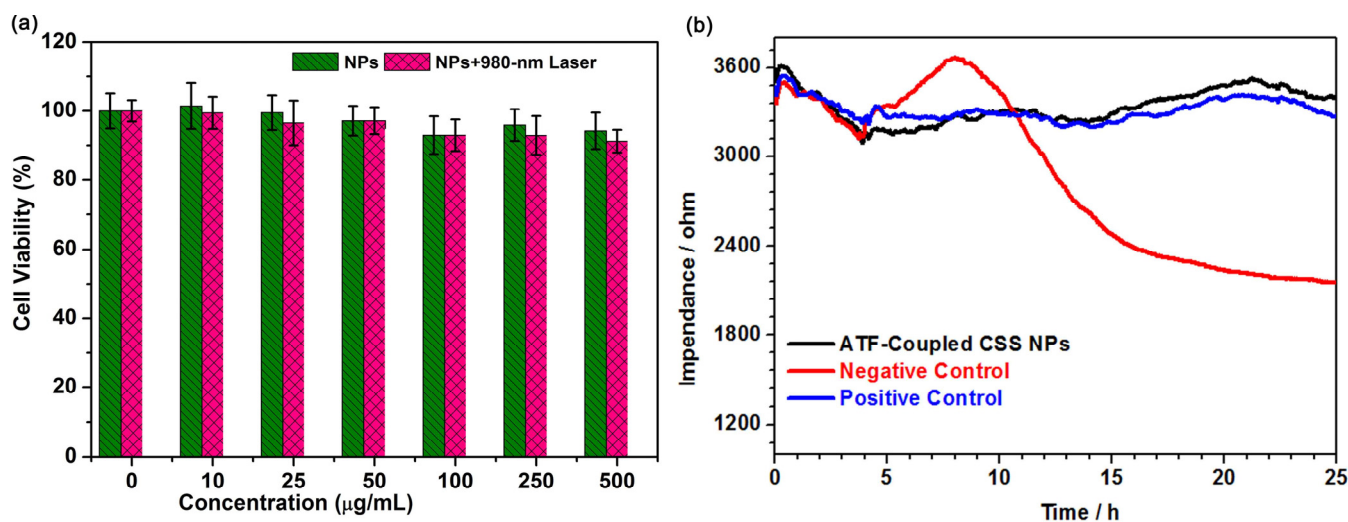 (a)
120
100
80
60
40
20
0
Cell Viability (%)
NPs NPs+980-nm Laser
0 10 25 50 100 250 500
Concentration (μg/mL)
(b)
3600
3000
2400
1800
1200
Impendance / ohm
ATF-Coupled CSS NPs
Negative Control
Positive Control
0 5 10 15 20 25
Time / h